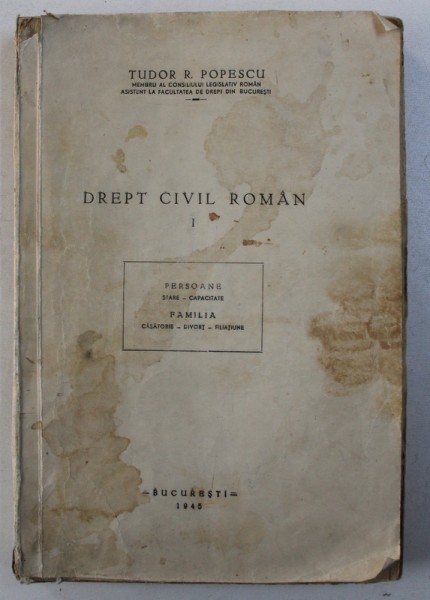 TUDOR R. POPESCU
MEMBRU AL CONSILIULUI LEGISLATIV ROMÂN
ASISTENT LA FACULTATEA DE DREPT DIN BUCUREȘTI
DREPT CIVIL ROMÂN
I
PERSOANE
STARE – CAPACITATE
FAMILIA
CĂSĂTORIE – DIVORȚ – FILIAȚIUNE
– BUCUREȘTI –
1945